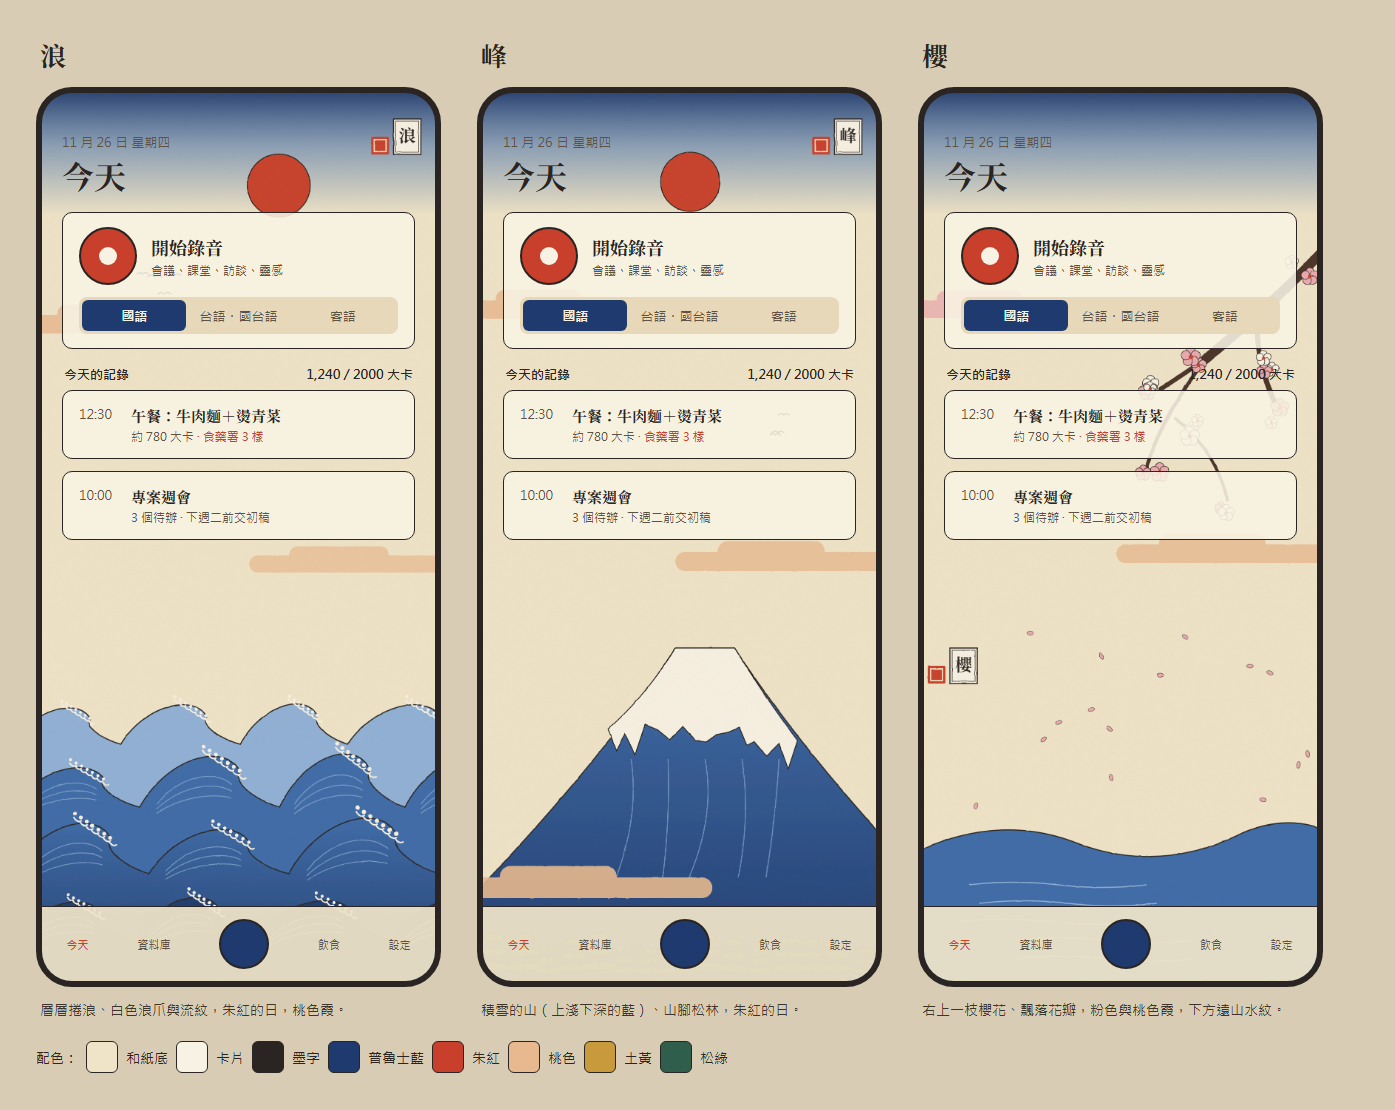 浪
11 月 26 日 星期四
浪
今天
開始錄音
會議、課堂、訪談、靈感
國語
台語・國台語
客語
今天的記錄
1,240 / 2000 大卡
12:30
午餐：牛肉麵＋燙青菜
約 780 大卡 · 食藥署 3 樣
10:00
專案週會
3 個待辦 · 下週二前交初稿
今天
資料庫
飲食
設定
層層捲浪、白色浪爪與流紋，朱紅的日，桃色霞。
峰
11 月 26 日 星期四
峰
今天
開始錄音
會議、課堂、訪談、靈感
國語
台語・國台語
客語
今天的記錄
1,240 / 2000 大卡
12:30
午餐：牛肉麵＋燙青菜
約 780 大卡 · 食藥署 3 樣
10:00
專案週會
3 個待辦 · 下週二前交初稿
今天
資料庫
飲食
設定
積雪的山（上淺下深的藍）、山腳松林，朱紅的日。
櫻
11 月 26 日 星期四
今天
開始錄音
會議、課堂、訪談、靈感
國語
台語・國台語
客語
今天的記錄
1,240 / 2000 大卡
12:30
午餐：牛肉麵＋燙青菜
約 780 大卡 · 食藥署 3 樣
10:00
專案週會
3 個待辦 · 下週二前交初稿
櫻
今天
資料庫
飲食
設定
右上一枝櫻花、飄落花瓣，粉色與桃色霞，下方遠山水紋。
配色： 和紙底 卡片 墨字 普魯士藍 朱紅 桃色 土黃 松綠